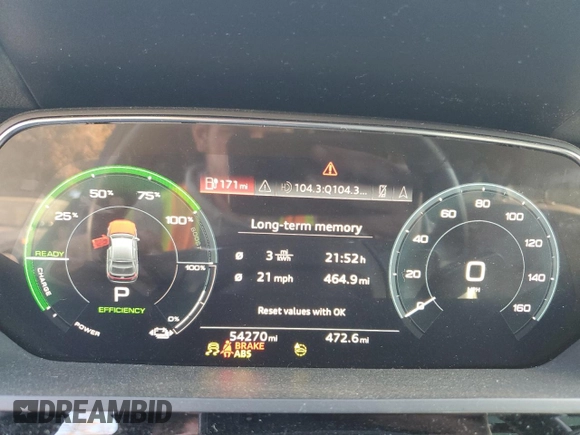 171 mi 104.3:Q104.3...
50% 75%
25% 100%
BOOST
Long-term memory
READY
Ø 3 mi/kWh 21:52 h
100%
Ø 21 mph 464.9 mi
CHARGE
P
EFFICIENCY
0%
POWER
Reset values with OK
54270 mi 472.6 mi
BRAKE
ABS
0 20 40 60 80 100 120 140 160
0
MPH
DREAMBID